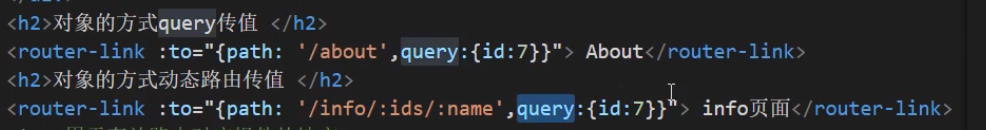 <h2>对象的方式query传值 </h2>
<router-link :to="{path: '/about',query:{id:7}}"> About</router-link>
<h2>对象的方式动态路由传值 </h2>
<router-link :to="{path: '/info/:ids/:name',query:{id:7}}"> info页面</router-link>